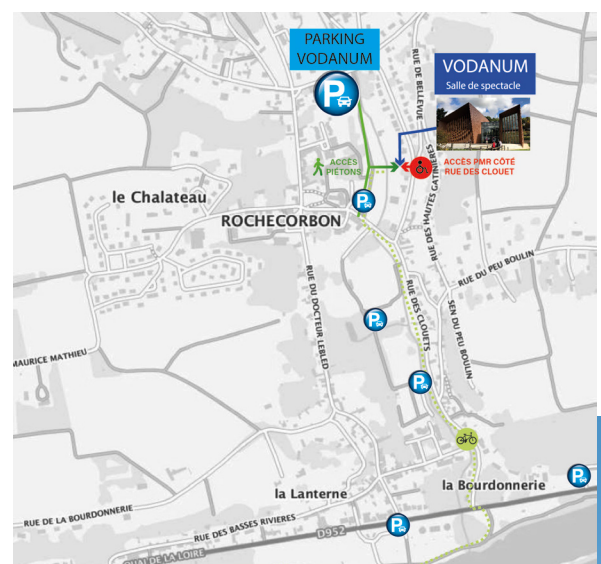 PARKING
VODANUM
P
RUE DE BELLEVUE
VODANUM
Salle de spectacle
ACCÈS
PIÉTONS
ACCÈS PMR CÔTÉ
RUE DES CLOUET
RUE DES HAUTES GATINIÈRES
le Chalateau
P
ROCHECORBON
RUE DU DOCTEUR LEBLED
RUE DES CLOUETS
RUE DU PEU BOULIN
SEN DU PEU BOULIN
P
MAURICE MATHIEU
P
la Lanterne
la Bourdonnerie
P
RUE DE LA BOURDONNERIE
RUE DES BASSES RIVIERES
D952
P
QUAI DE LA LOIRE